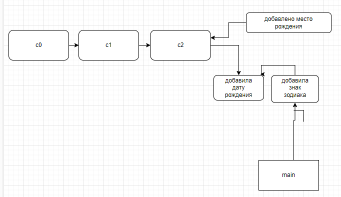 добавлено место
рождения
c0
c1
c2
добавила
дату
рождения
добавила
знак
зодиака
main